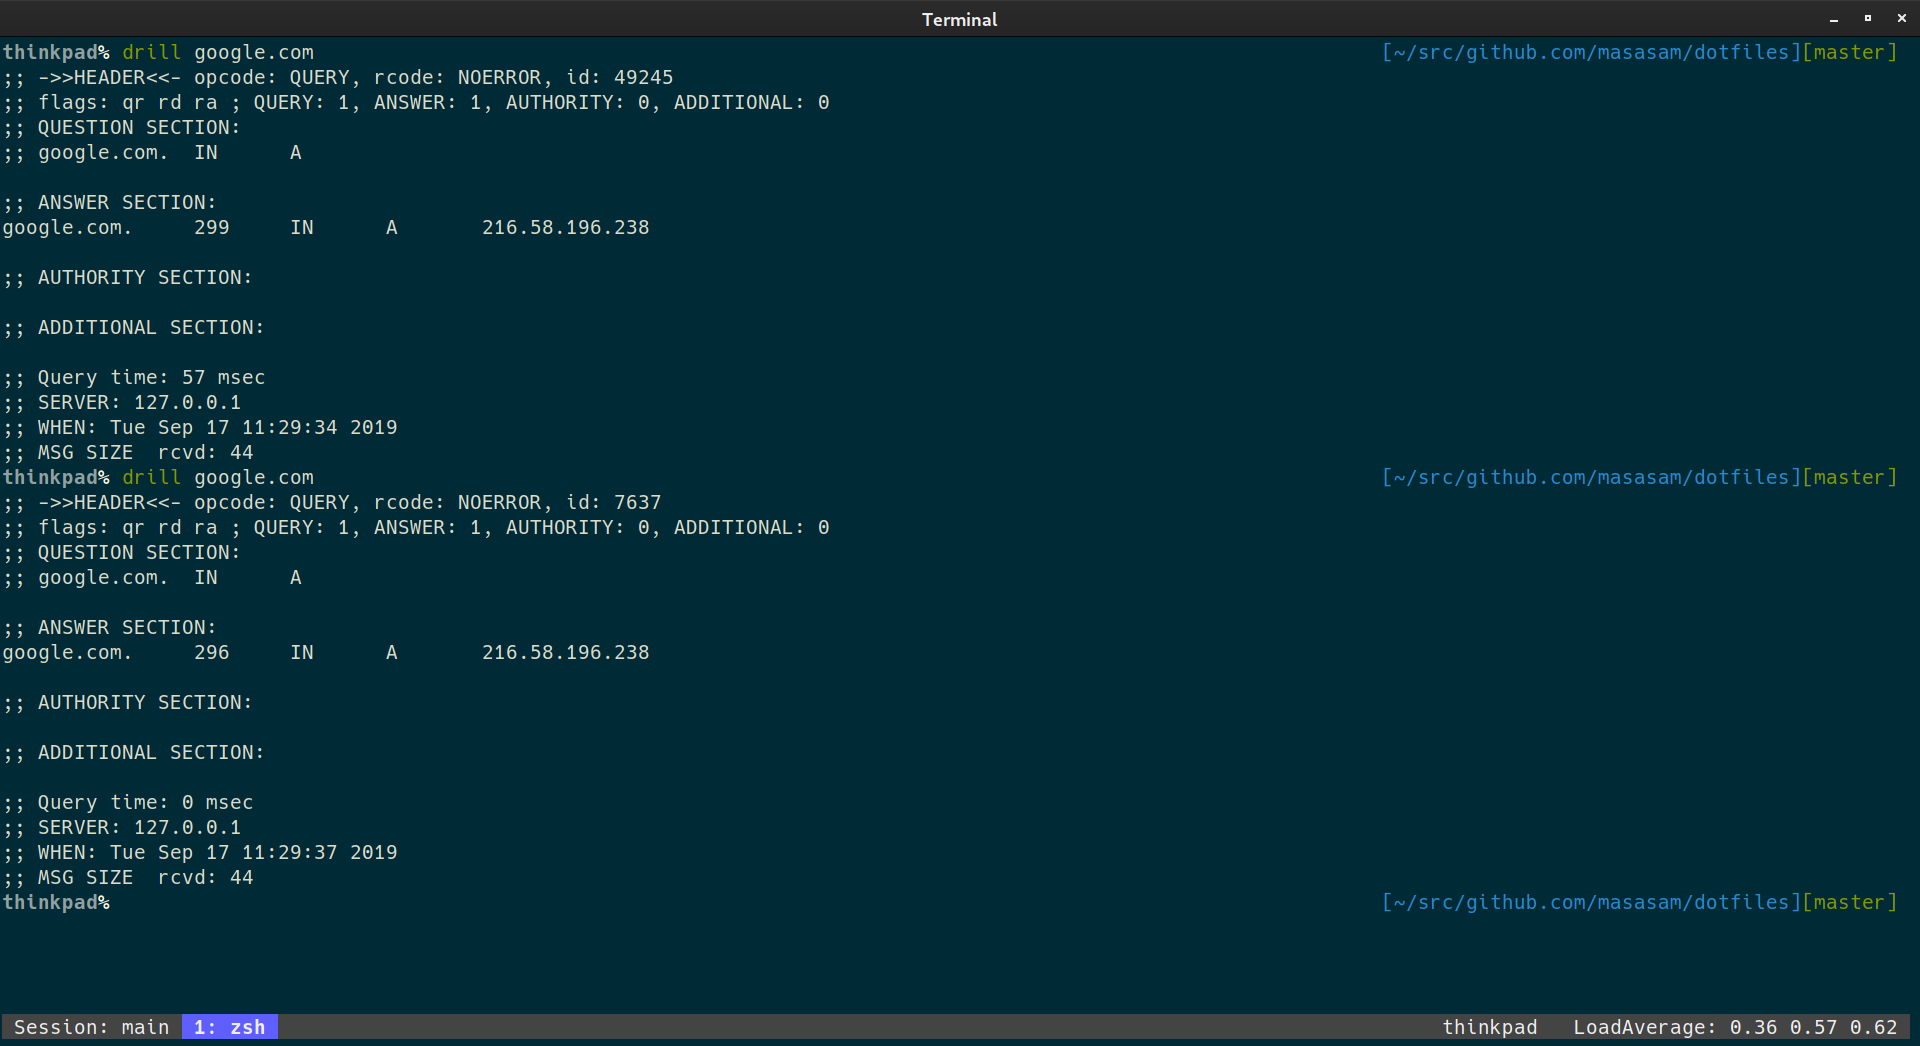 Terminal
thinkpad% drill google.com [~/src/github.com/masasam/dotfiles][master]
;; ->>HEADER<<- opcode: QUERY, rcode: NOERROR, id: 49245
;; flags: qr rd ra ; QUERY: 1, ANSWER: 1, AUTHORITY: 0, ADDITIONAL: 0
;; QUESTION SECTION:
;; google.com. IN A
;; ANSWER SECTION:
google.com. 299 IN A 216.58.196.238
;; AUTHORITY SECTION:
;; ADDITIONAL SECTION:
;; Query time: 57 msec
;; SERVER: 127.0.0.1
;; WHEN: Tue Sep 17 11:29:34 2019
;; MSG SIZE  rcvd: 44
thinkpad% drill google.com [~/src/github.com/masasam/dotfiles][master]
;; ->>HEADER<<- opcode: QUERY, rcode: NOERROR, id: 7637
;; flags: qr rd ra ; QUERY: 1, ANSWER: 1, AUTHORITY: 0, ADDITIONAL: 0
;; QUESTION SECTION:
;; google.com. IN A
;; ANSWER SECTION:
google.com. 296 IN A 216.58.196.238
;; AUTHORITY SECTION:
;; ADDITIONAL SECTION:
;; Query time: 0 msec
;; SERVER: 127.0.0.1
;; WHEN: Tue Sep 17 11:29:37 2019
;; MSG SIZE  rcvd: 44
thinkpad% [~/src/github.com/masasam/dotfiles][master]
Session: main 1: zsh thinkpad LoadAverage: 0.36 0.57 0.62